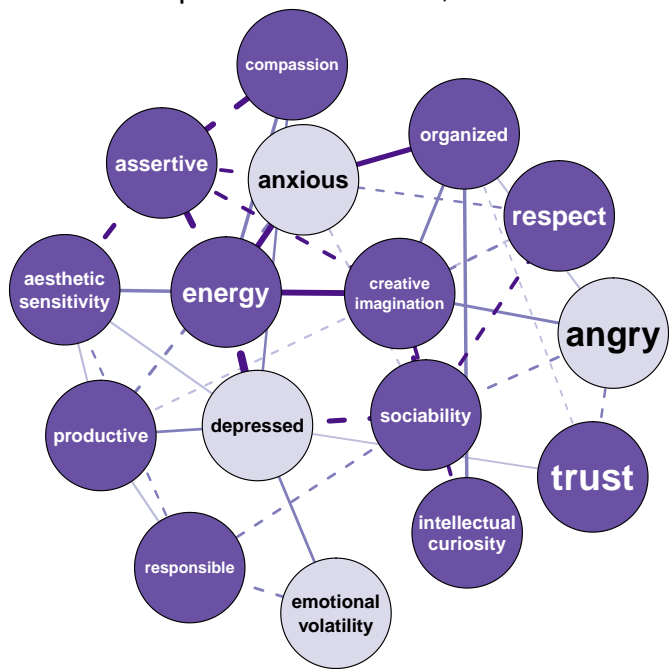 compassion
organized
assertive
anxious
respect
aesthetic
sensitivity
energy
creative
imagination
angry
sociability
depressed
productive
trust
intellectual
curiosity
responsible
emotional
volatility